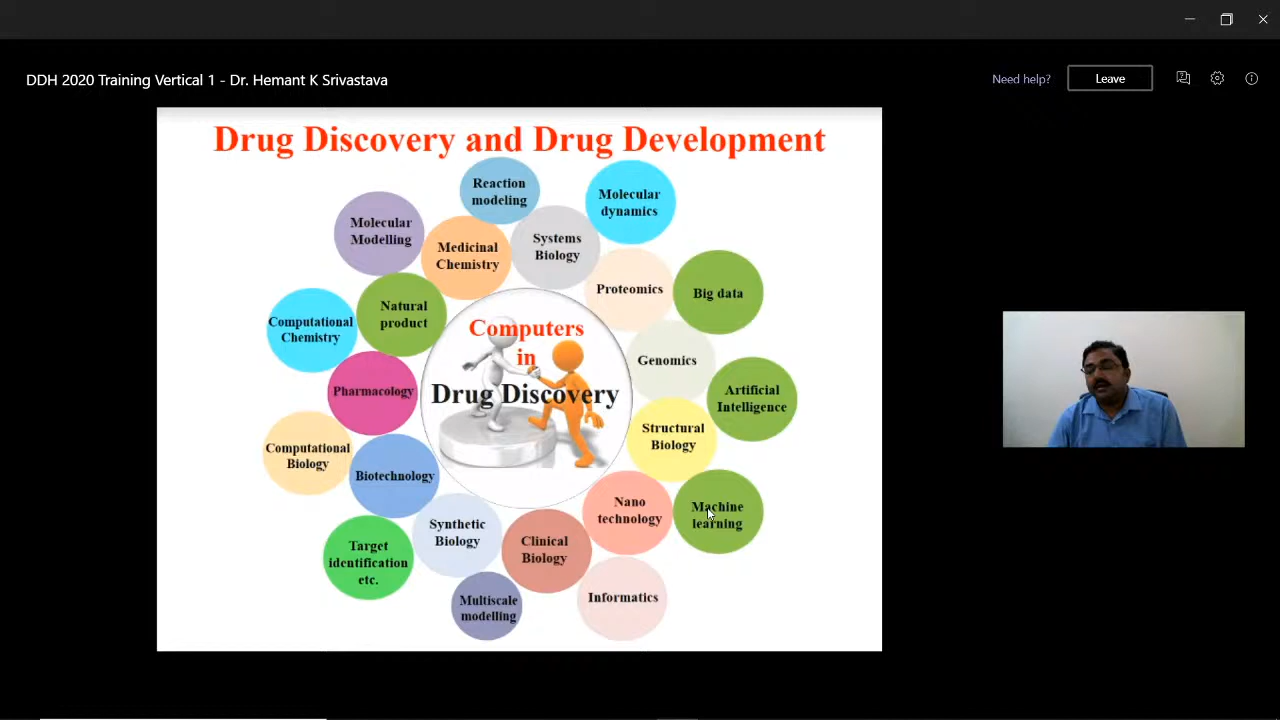 DDH 2020 Training Vertical 1 - Dr. Hemant K Srivastava
Need help?
Leave
Drug Discovery and Drug Development
Reaction
modeling
Molecular
dynamics
Molecular
Modelling
Medicinal
Chemistry
Systems
Biology
Proteomics
Big data
Natural
product
Computational
Chemistry
Computers
in
Drug Discovery
Genomics
Pharmacology
Artificial
Intelligence
Structural
Biology
Computational
Biology
Biotechnology
Nano
technology
Machine
learning
Synthetic
Biology
Clinical
Biology
Target
identification
etc.
Multiscale
modelling
Informatics